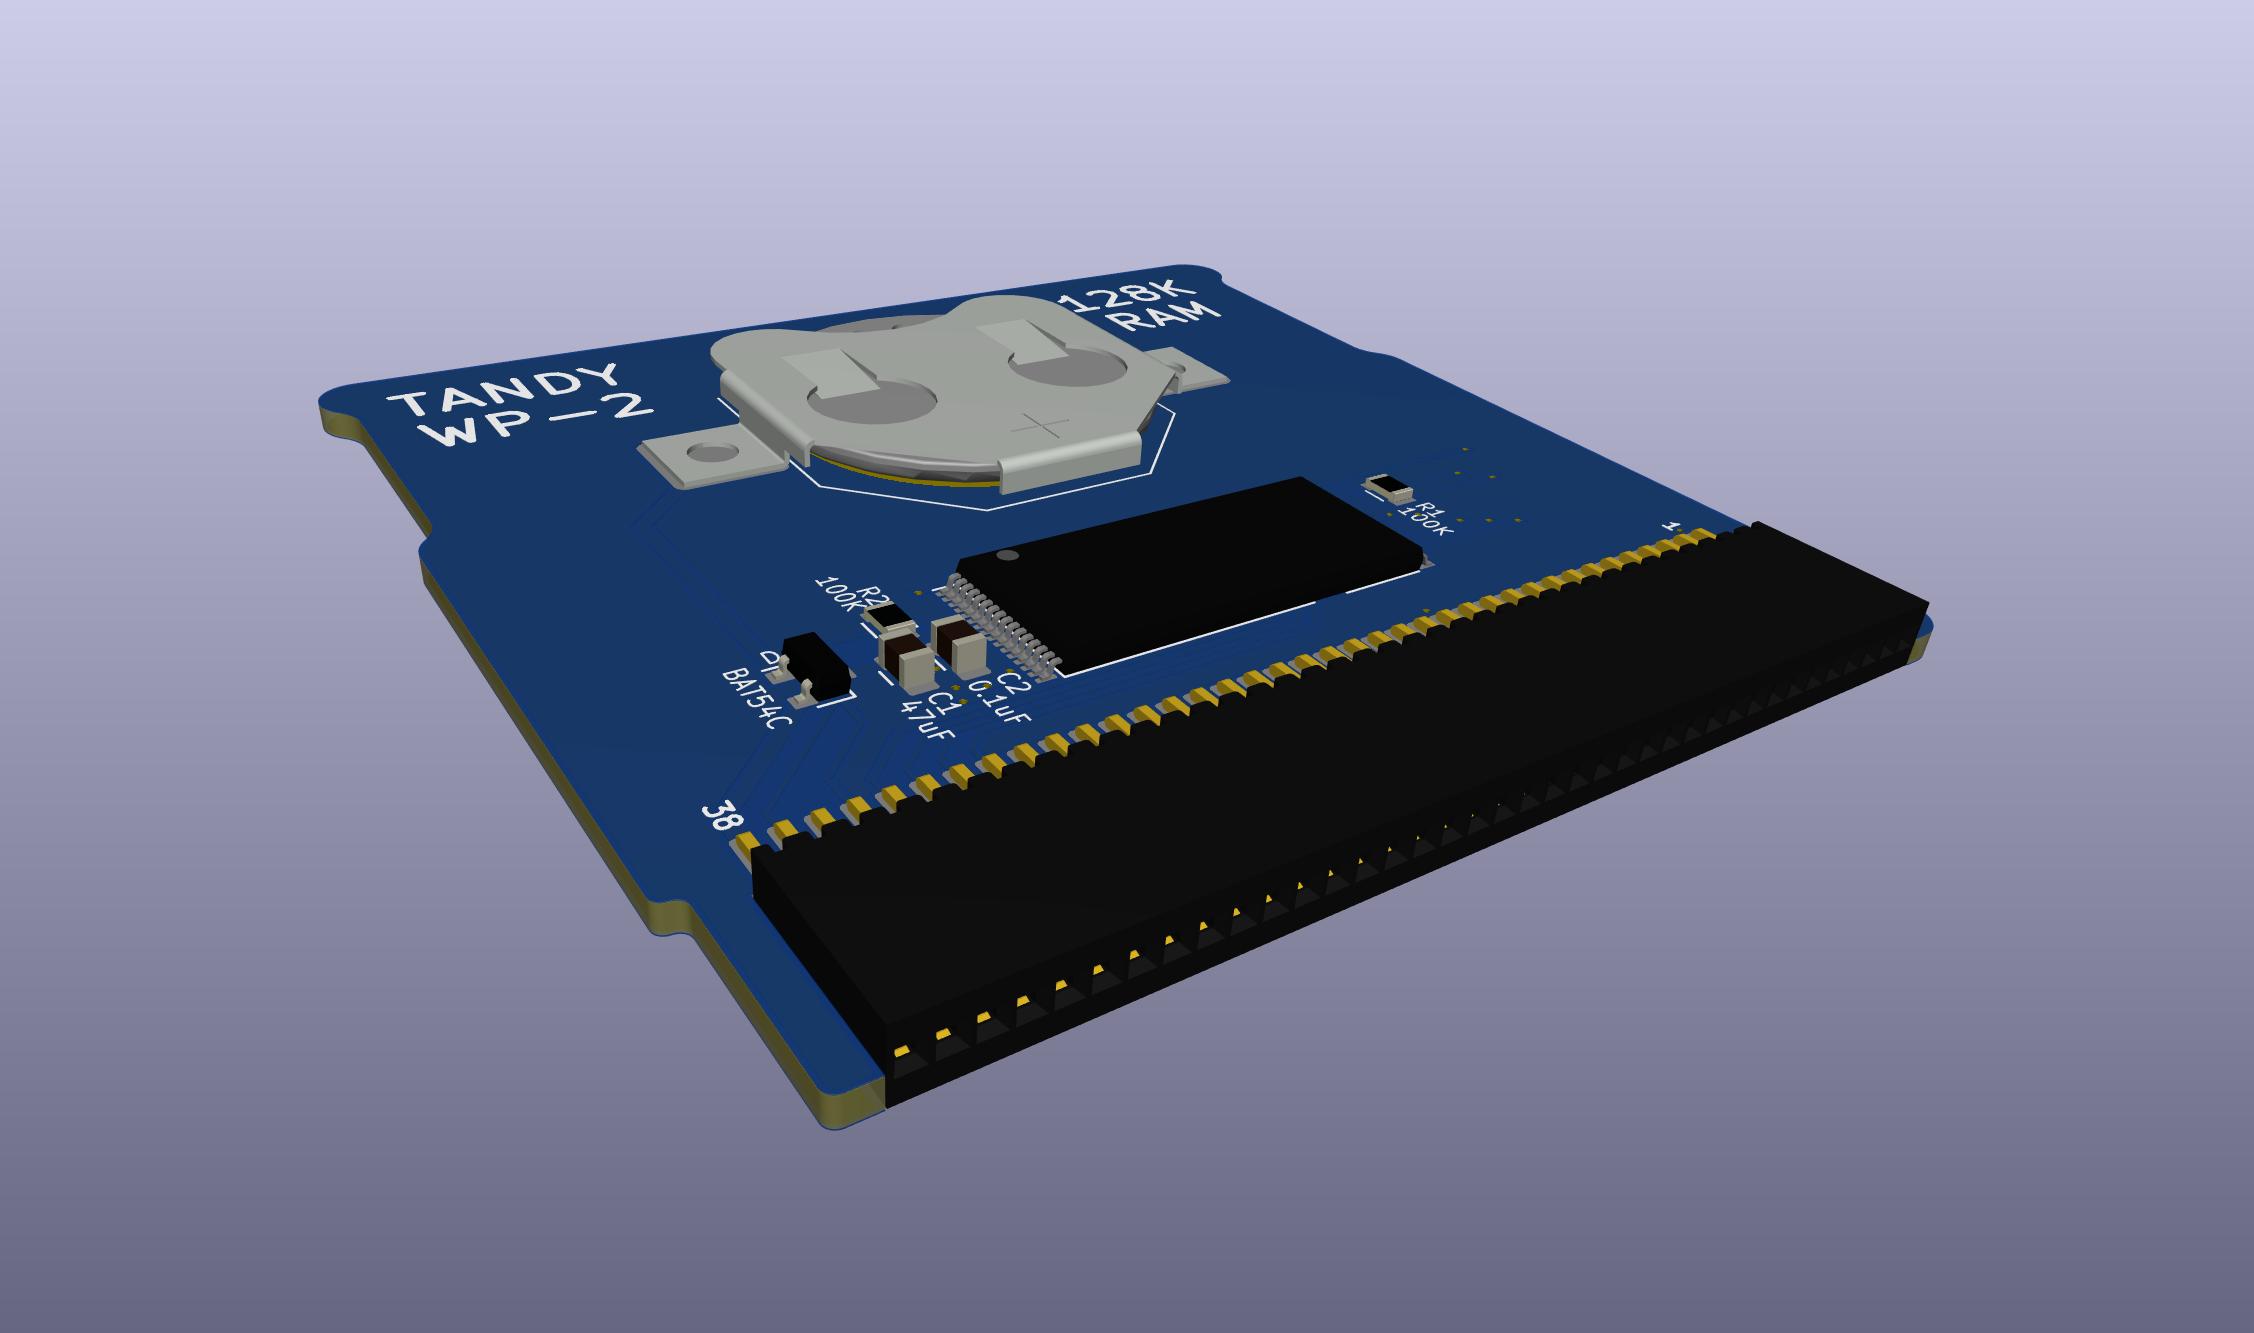 TANDY
WP—2
128K
RAM
R1
100K
1
R2
100K
D1
BAT54C
C1
47uF
C2
0.1uF
38